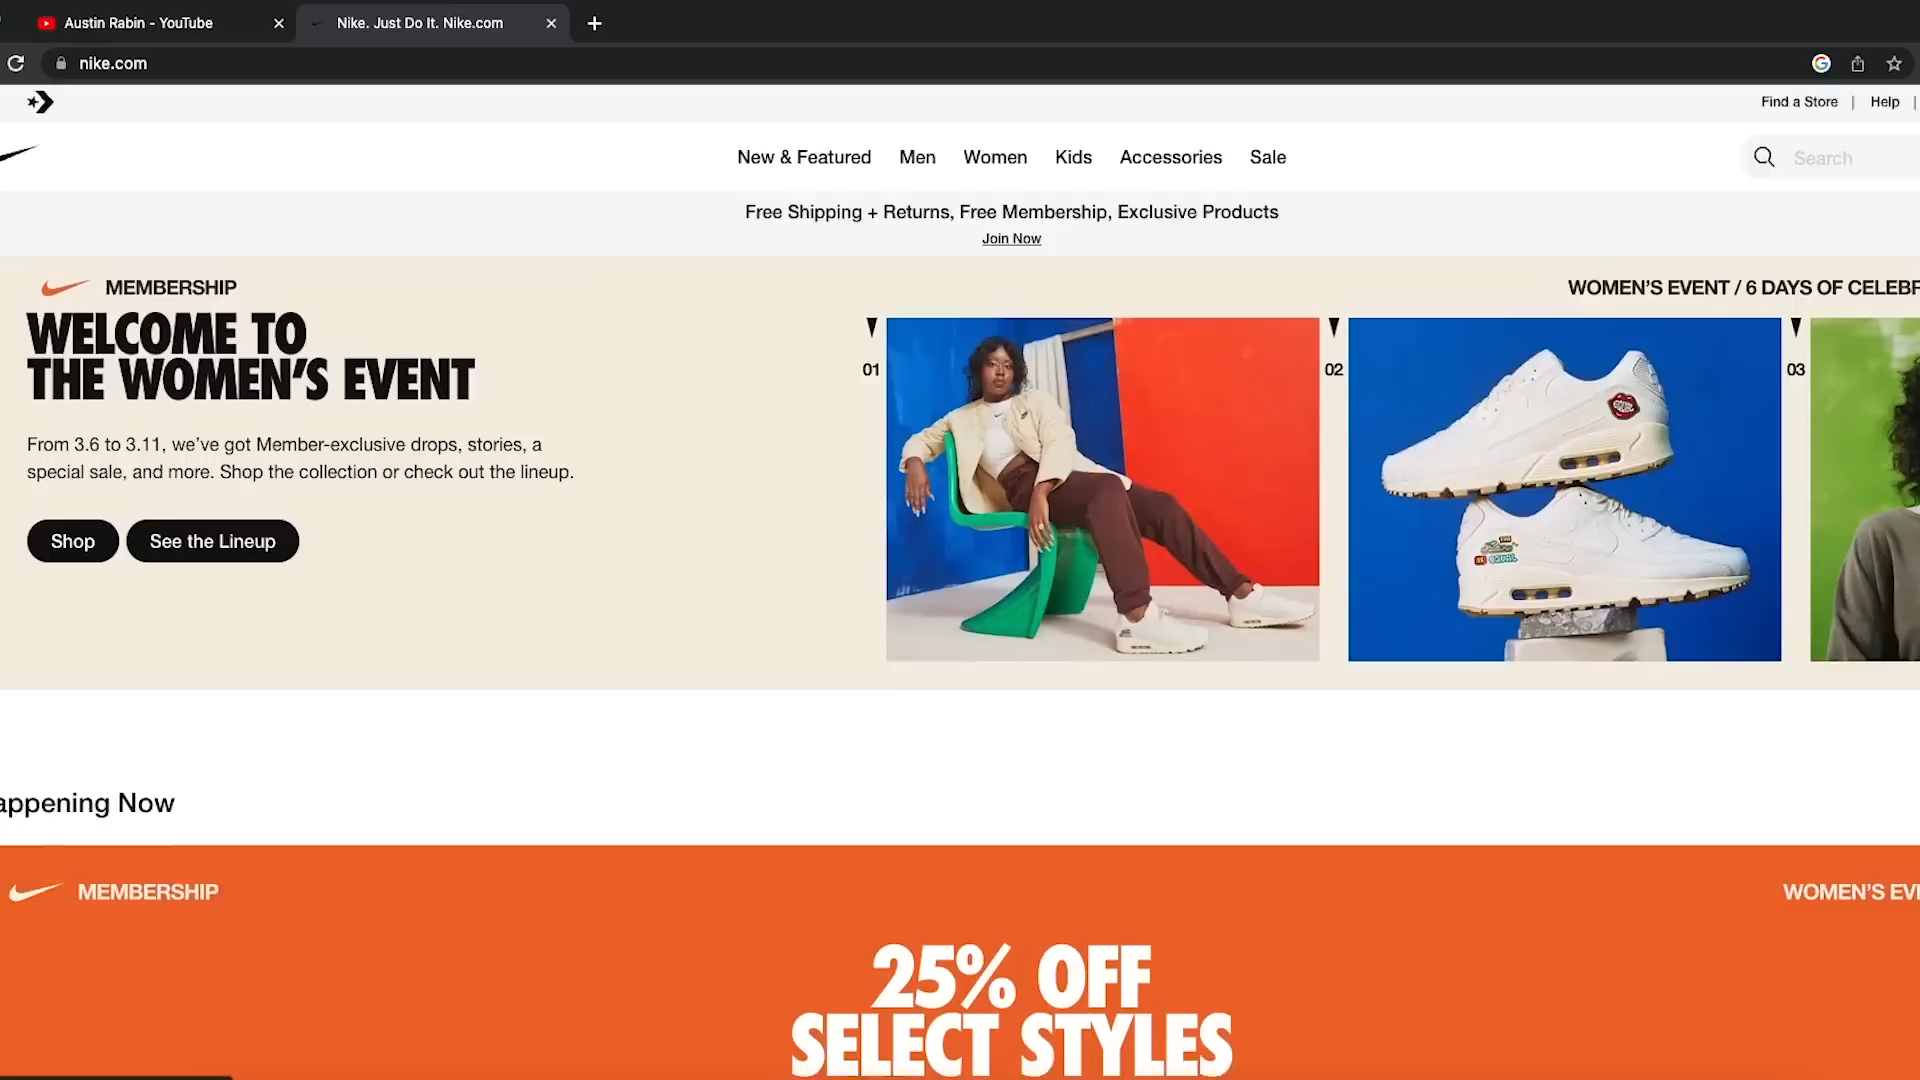 Austin Rabin - YouTube
Nike. Just Do It. Nike.com
nike.com
Find a Store | Help |
New & Featured Men Women Kids Accessories Sale
Search
Free Shipping + Returns, Free Membership, Exclusive Products
Join Now
MEMBERSHIP
WOMEN’S EVENT / 6 DAYS OF CELEBR
WELCOME TO
THE WOMEN’S EVENT
From 3.6 to 3.11, we’ve got Member-exclusive drops, stories, a
special sale, and more. Shop the collection or check out the lineup.
Shop
See the Lineup
01
02
03
appening Now
MEMBERSHIP
WOMEN’S EVE
25% OFF
SELECT STYLES